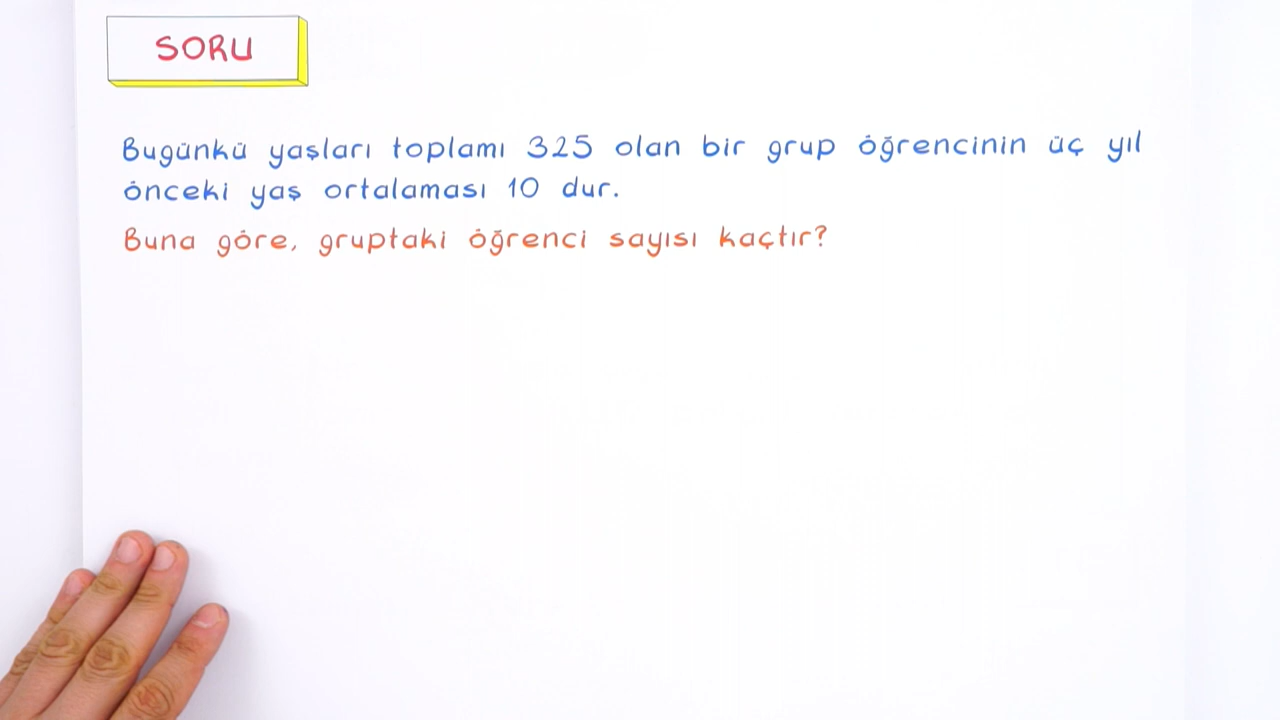 SORU
Bugünkü yaşları toplamı 325 olan bir grup öğrencinin üç yıl
önceki yaş ortalaması 10 dur.
Buna göre, gruptaki öğrenci sayısı kaçtır?